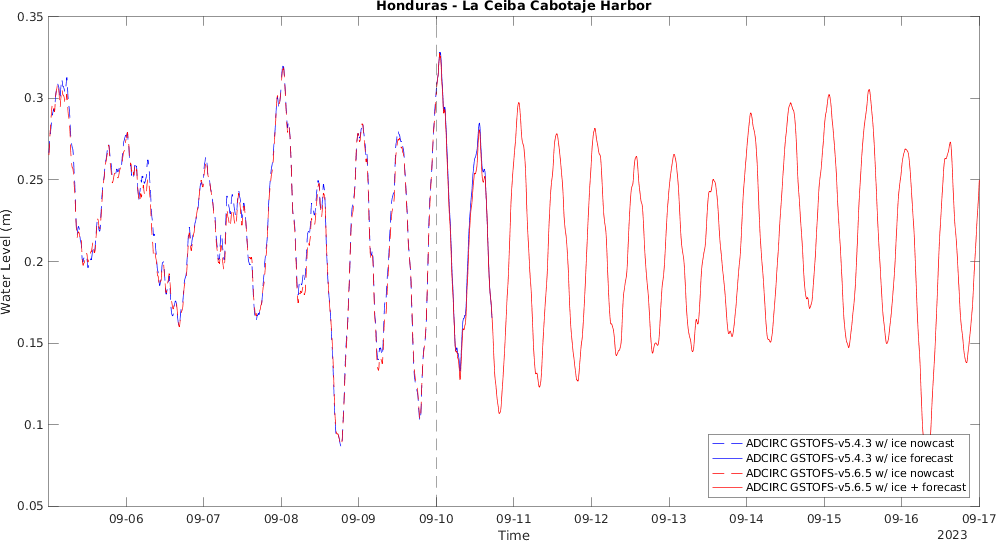 Honduras - La Ceiba Cabotaje Harbor
0.35
0.3
0.25
0.2
0.15
0.1
0.05
Water Level (m)
ADCIRC GSTOFS-v5.4.3 w/ ice nowcast
ADCIRC GSTOFS-v5.4.3 w/ ice forecast
ADCIRC GSTOFS-v5.6.5 w/ ice nowcast
ADCIRC GSTOFS-v5.6.5 w/ ice + forecast
09-06 09-07 09-08 09-09 09-10 09-11 09-12 09-13 09-14 09-15 09-16 09-17
Time
2023